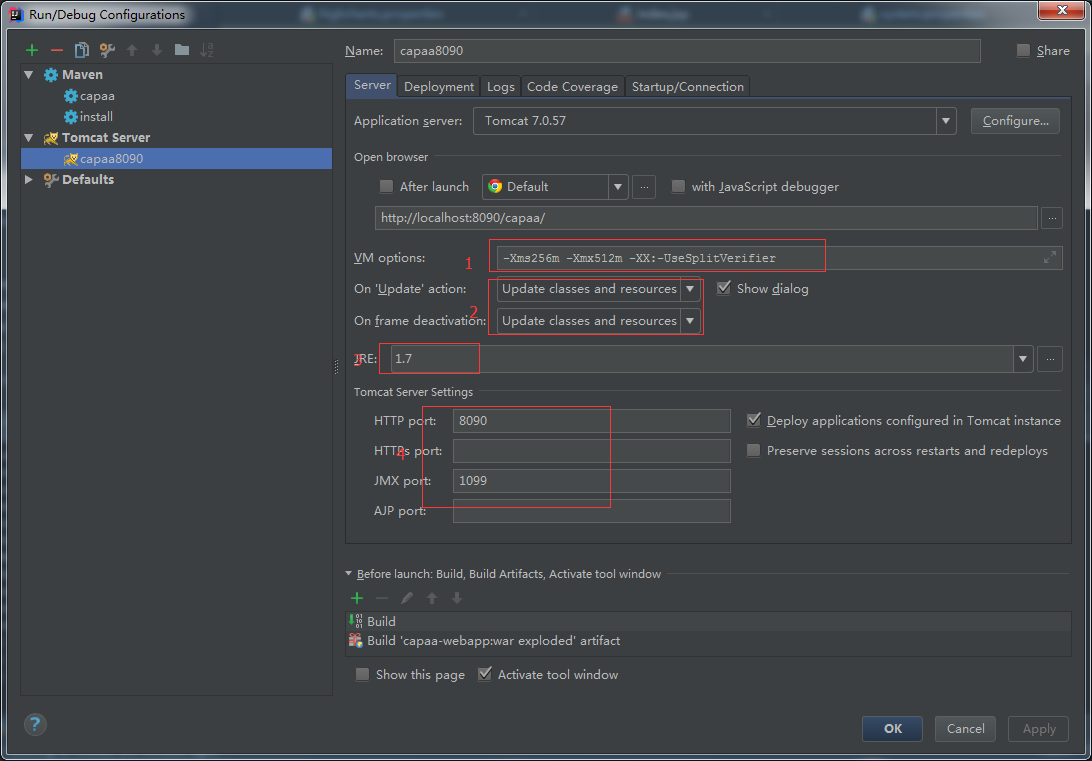 Run/Debug Configurations
Name: capaa8090 Share
Maven
capaa
install
Tomcat Server
capaa8090
Defaults
Server Deployment Logs Code Coverage Startup/Connection
Application server: Tomcat 7.0.57 Configure...
Open browser
After launch Default ... with JavaScript debugger
http://localhost:8090/capaa/ ...
VM options: 1 -Xms256m -Xmx512m -XX:-UseSplitVerifier
On 'Update' action: Update classes and resources Show dialog
2
On frame deactivation: Update classes and resources
JRE: 3 1.7 ...
Tomcat Server Settings
HTTP port: 8090 Deploy applications configured in Tomcat instance
HTTPs port: 4 Preserve sessions across restarts and redeploys
JMX port: 1099
AJP port:
Before launch: Build, Build Artifacts, Activate tool window
Build
Build 'capaa-webapp:war exploded' artifact
Show this page Activate tool window
?
OK Cancel Apply